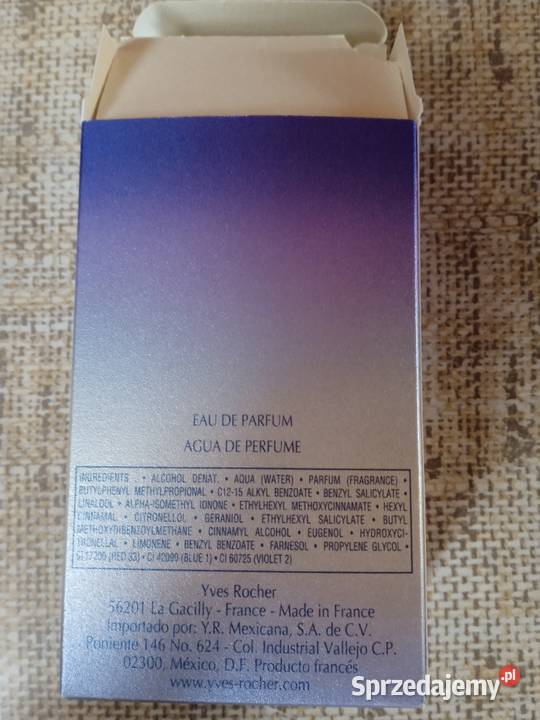 EAU DE PARFUM
AGUA DE PERFUME
INGREDIENTS . • ALCOHOL DENAT. • AQUA (WATER) • PARFUM (FRAGRANCE) •
BUTYLPHENYL METHYLPROPIONAL • C12-15 ALKYL BENZOATE • BENZYL SALICYLATE •
LINALOOL • ALPHA-ISOMETHYL IONONE • ETHYLHEXYL METHOXYCINNAMATE • HEXYL
CINNAMAL • CITRONELLOL • GERANIOL • ETHYLHEXYL SALICYLATE • BUTYL
METHOXYDIBENZOYLMETHANE • CINNAMYL ALCOHOL • EUGENOL • HYDROXYCI-
TRONELLAL • LIMONENE • BENZYL BENZOATE • FARNESOL • PROPYLENE GLYCOL •
CI 17200 (RED 33) • CI 42090 (BLUE 1) • CI 60725 (VIOLET 2)
Yves Rocher
56201 La Gacilly - France - Made in France
Importado por: Y.R. Mexicana, S.A. de C.V.
Poniente 146 No. 624 - Col. Industrial Vallejo C.P.
02300, México, D.F. Producto francés
www.yves-rocher.com
Sprzedajemy.pl